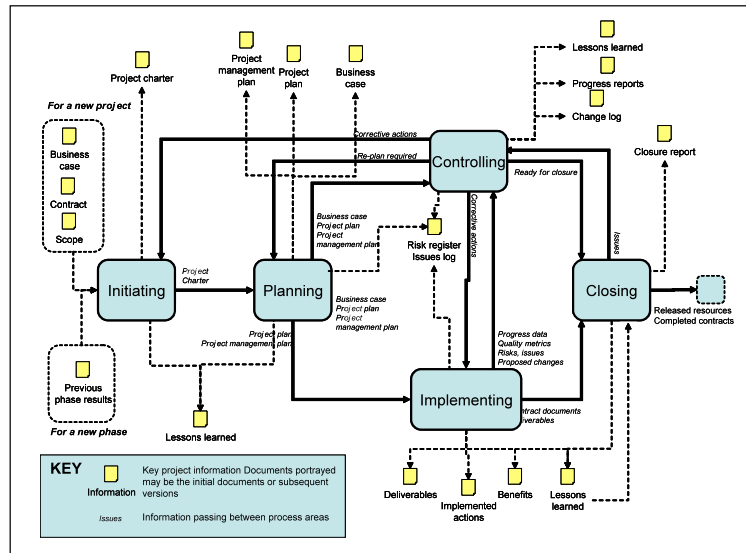 Lessons learned
Project
management
plan
Project
plan
Business
case
Project charter
Progress reports
Change log
For a new project
Business
case
Contract
Scope
Corrective actions
Re-plan required
Controlling
Ready for closure
Closure report
Business case
Project plan
Project
management plan
Risk register
Issues log
Corrective actions
Issues
Initiating
Project
Charter
Planning
Business case
Project plan
Project
management plan
Closing
Released resources
Completed contracts
Project plan
Project management plan
Progress data
Quality metrics
Risks, issues
Proposed changes
Previous
phase results
For a new phase
Lessons learned
Implementing
ntract documents
liverables
Deliverables
Implemented
actions
Benefits
Lessons
learned
KEY
Information
Key project information Documents portrayed
may be the initial documents or subsequent
versions
Issues
Information passing between process areas